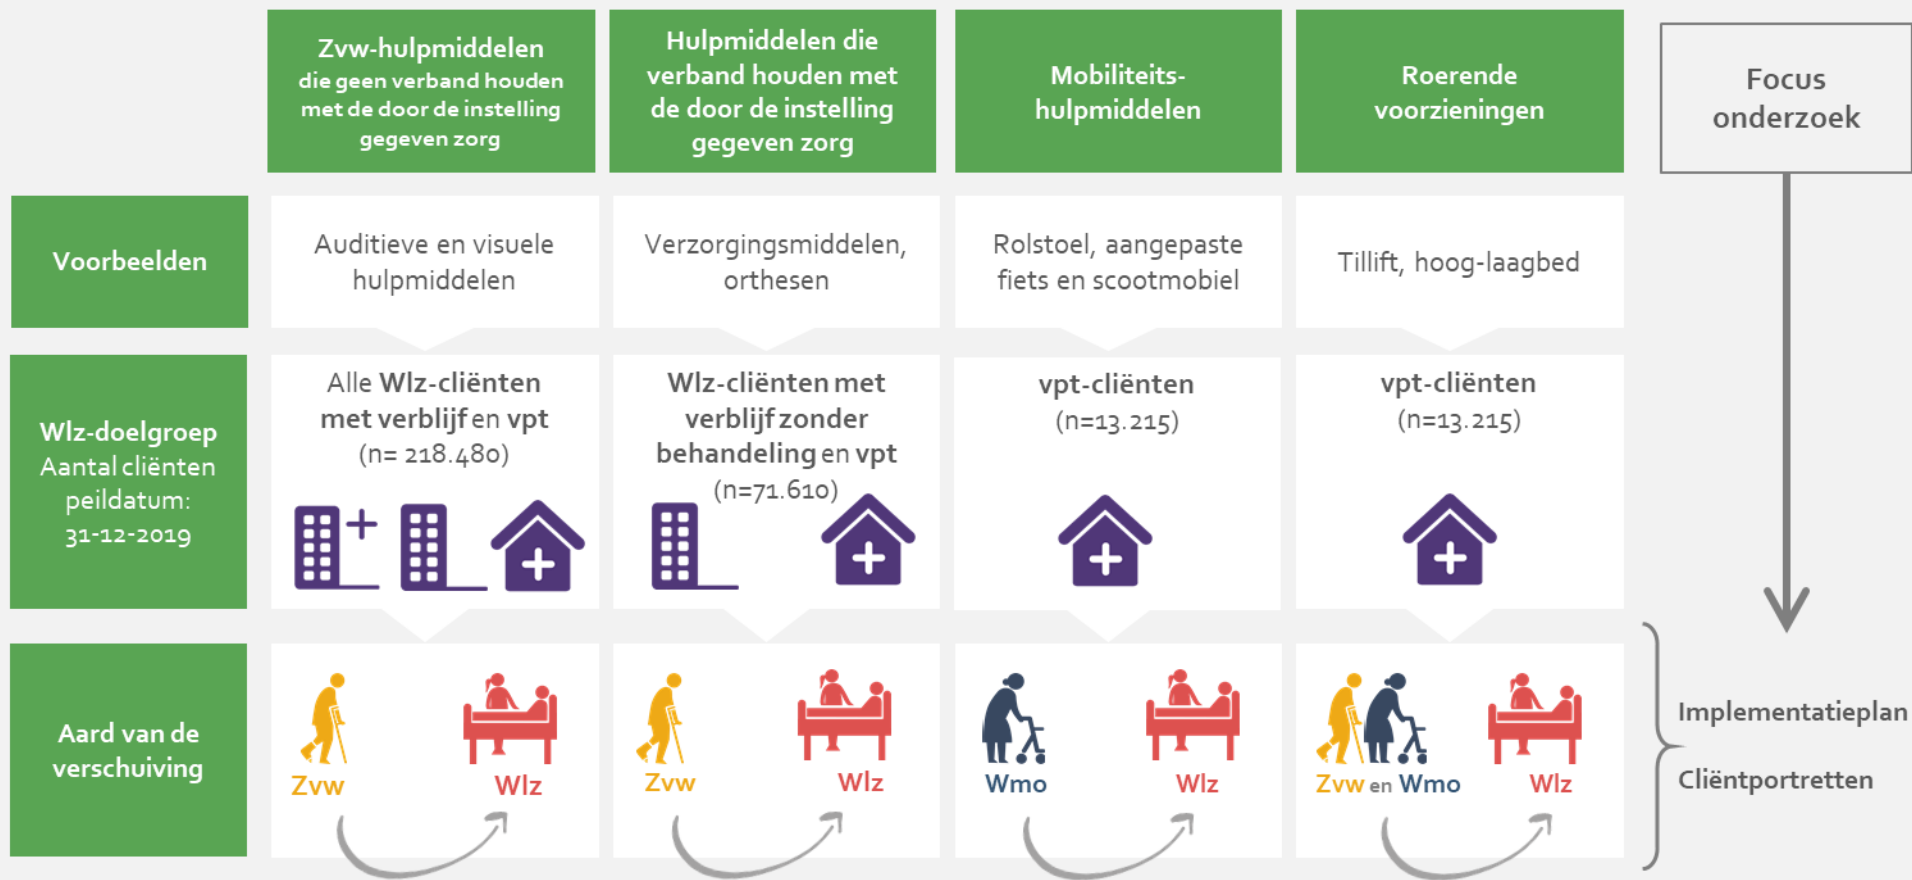 Zvw-hulpmiddelen
die geen verband houden
met de door de instelling
gegeven zorg
Hulpmiddelen die
verband houden met
de door de instelling
gegeven zorg
Mobiliteits-
hulpmiddelen
Roerende
voorzieningen
Focus
onderzoek
Voorbeelden
Auditieve en visuele
hulpmiddelen
Verzorgingsmiddelen,
orthesen
Rolstoel, aangepaste
fiets en scootmobiel
Tillift, hoog-laagbed
Wlz-doelgroep
Aantal cliënten
peildatum:
31-12-2019
Alle Wlz-cliënten
met verblijf en vpt
(n= 218.480)
Wlz-cliënten met
verblijf zonder
behandeling en vpt
(n=71.610)
vpt-cliënten
(n=13.215)
vpt-cliënten
(n=13.215)
Aard van de
verschuiving
Zvw
Wlz
Zvw
Wlz
Wmo
Wlz
Zvw en Wmo
Wlz
Implementatieplan
Cliëntportretten